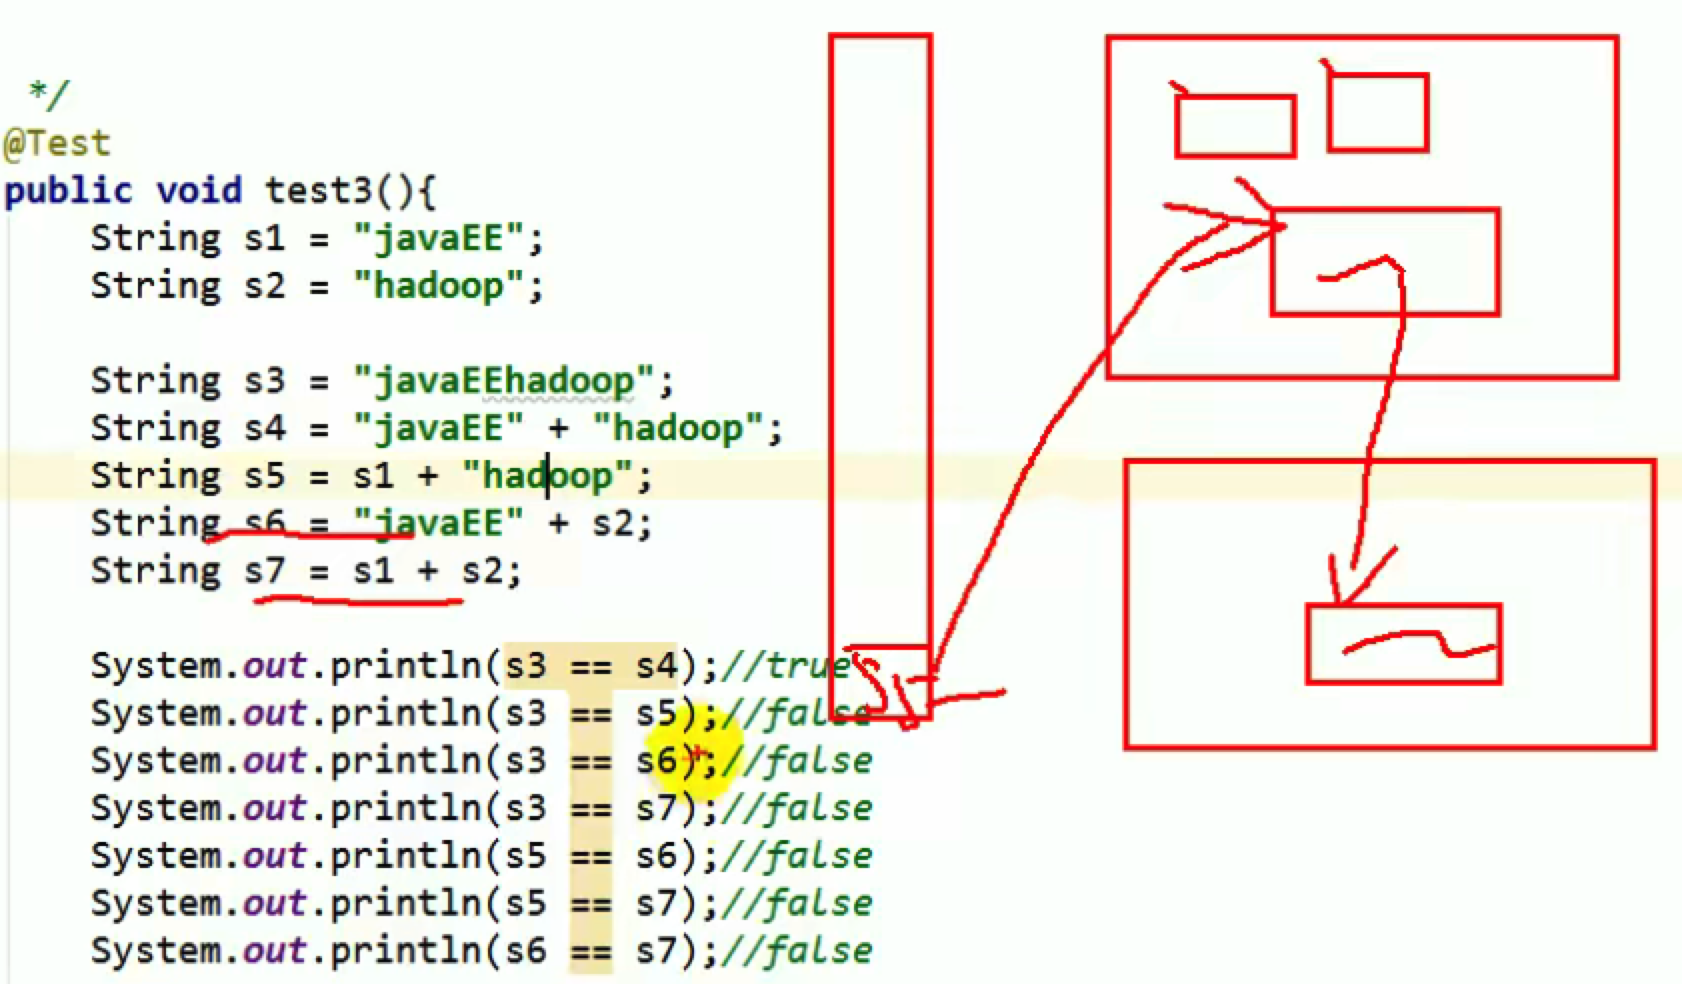 */
@Test
public void test3(){
String s1 = "javaEE";
String s2 = "hadoop";
String s3 = "javaEEhadoop";
String s4 = "javaEE" + "hadoop";
String s5 = s1 + "hadoop";
String s6 = "javaEE" + s2;
String s7 = s1 + s2;
System.out.println(s3 == s4);//true
System.out.println(s3 == s5);//false
System.out.println(s3 == s6);//false
System.out.println(s3 == s7);//false
System.out.println(s5 == s6);//false
System.out.println(s5 == s7);//false
System.out.println(s6 == s7);//false